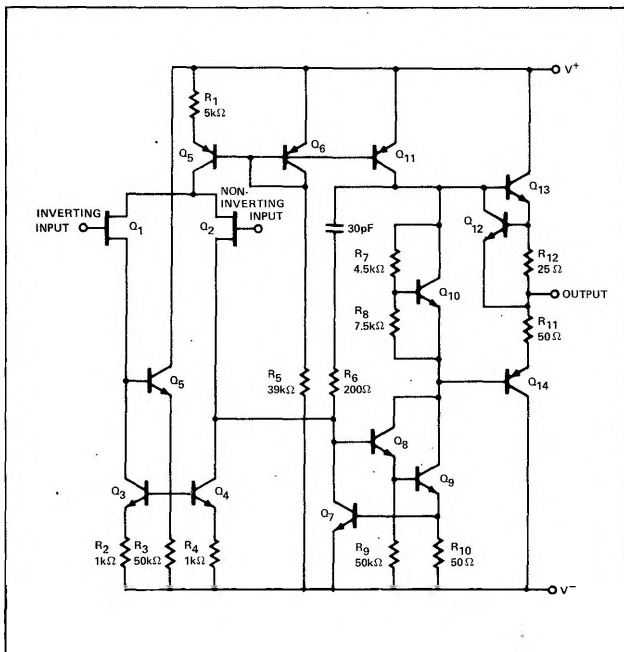 V+
R1
5kΩ
Q5
Q6
Q11
Q13
NON-
INVERTING
INPUT
INVERTING
INPUT
Q1
Q2
Q12
30pF
R12
25 Ω
R7
4.5kΩ
Q10
OUTPUT
R8
7.5kΩ
R11
50Ω
Q5
R5
39kΩ
R6
200Ω
Q14
Q8
Q3
Q4
Q9
Q7
R2
1kΩ
R3
50kΩ
R4
1kΩ
R9
50kΩ
R10
50Ω
V−